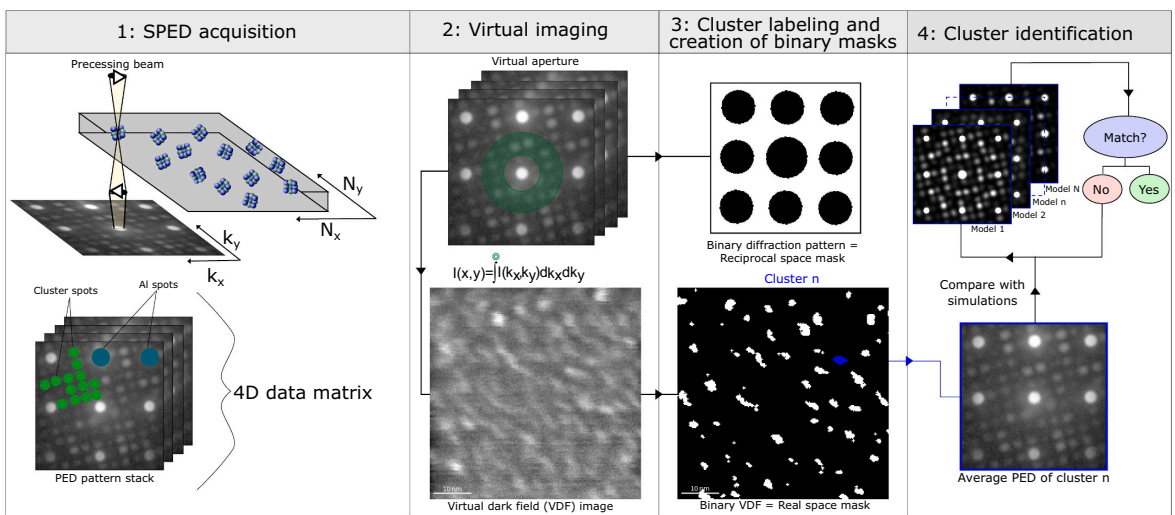 1: SPED acquisition
2: Virtual imaging
3: Cluster labeling and
creation of binary masks
4: Cluster identification
Precessing beam
N_y
N_x
k_y
k_x
Cluster spots
Al spots
4D data matrix
PED pattern stack
Virtual aperture
I(x,y)=∫I(k_x,k_y)dk_xdk_y
10 nm
Virtual dark field (VDF) image
Binary diffraction pattern =
Reciprocal space mask
Cluster n
10 nm
Binary VDF = Real space mask
Match?
No
Yes
Model N
Model n
Model 2
Model 1
Compare with
simulations
Average PED of cluster n